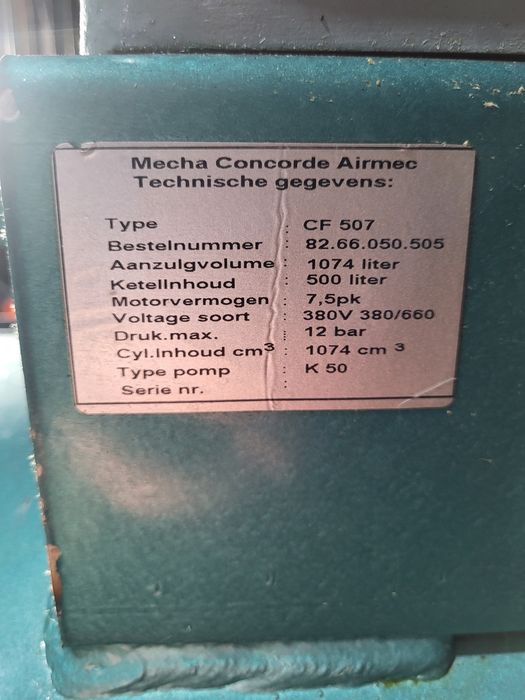 Mecha Concorde Airmec
Technische gegevens:
Type : CF 507
Bestelnummer : 82.66.050.505
Aanzulgvolume : 1074 liter
KetelInhoud : 500 liter
Motorvermogen : 7,5pk
Voltage soort : 380V 380/660
Druk.max. : 12 bar
Cyl.Inhoud cm³ : 1074 cm ³
Type pomp : K 50
Serie nr. :